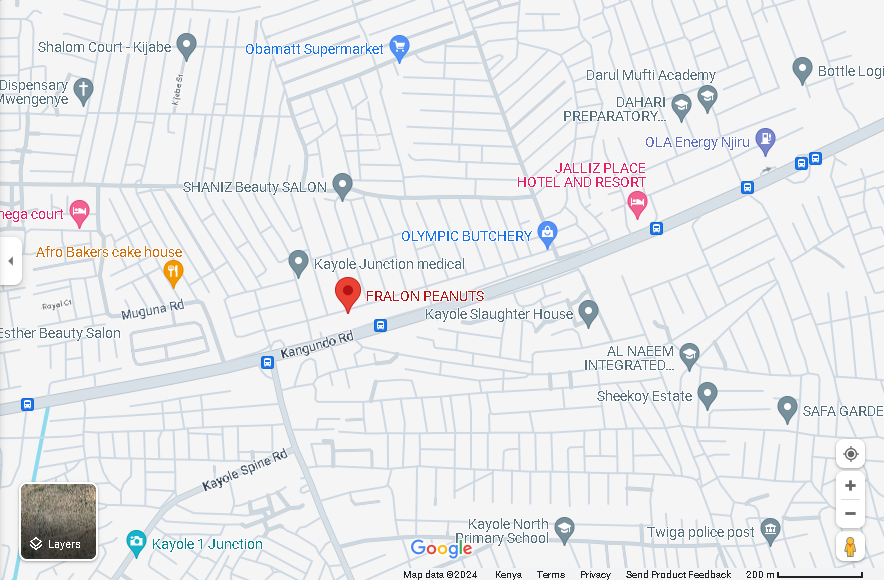 Shalom Court - Kijabe
Obamatt Supermarket
Darul Mufti Academy
Bottle Logi
Dispensary
Mwengenye
Kijabe St
DAHARI
PREPARATORY...
OLA Energy Njiru
JALLIZ PLACE
HOTEL AND RESORT
SHANIZ Beauty SALON
mega court
OLYMPIC BUTCHERY
Afro Bakers cake house
Kayole Junction medical
FRALON PEANUTS
Royal Ct
Muguna Rd
Kayole Slaughter House
Esther Beauty Salon
Kangundo Rd
AL NAEEM
INTEGRATED...
Sheekoy Estate
SAFA GARDE
Kayole Spine Rd
Layers
Kayole 1 Junction
Kayole North
Primary School
Twiga police post
Google
Map data ©2024 Kenya Terms Privacy Send Product Feedback 200 m